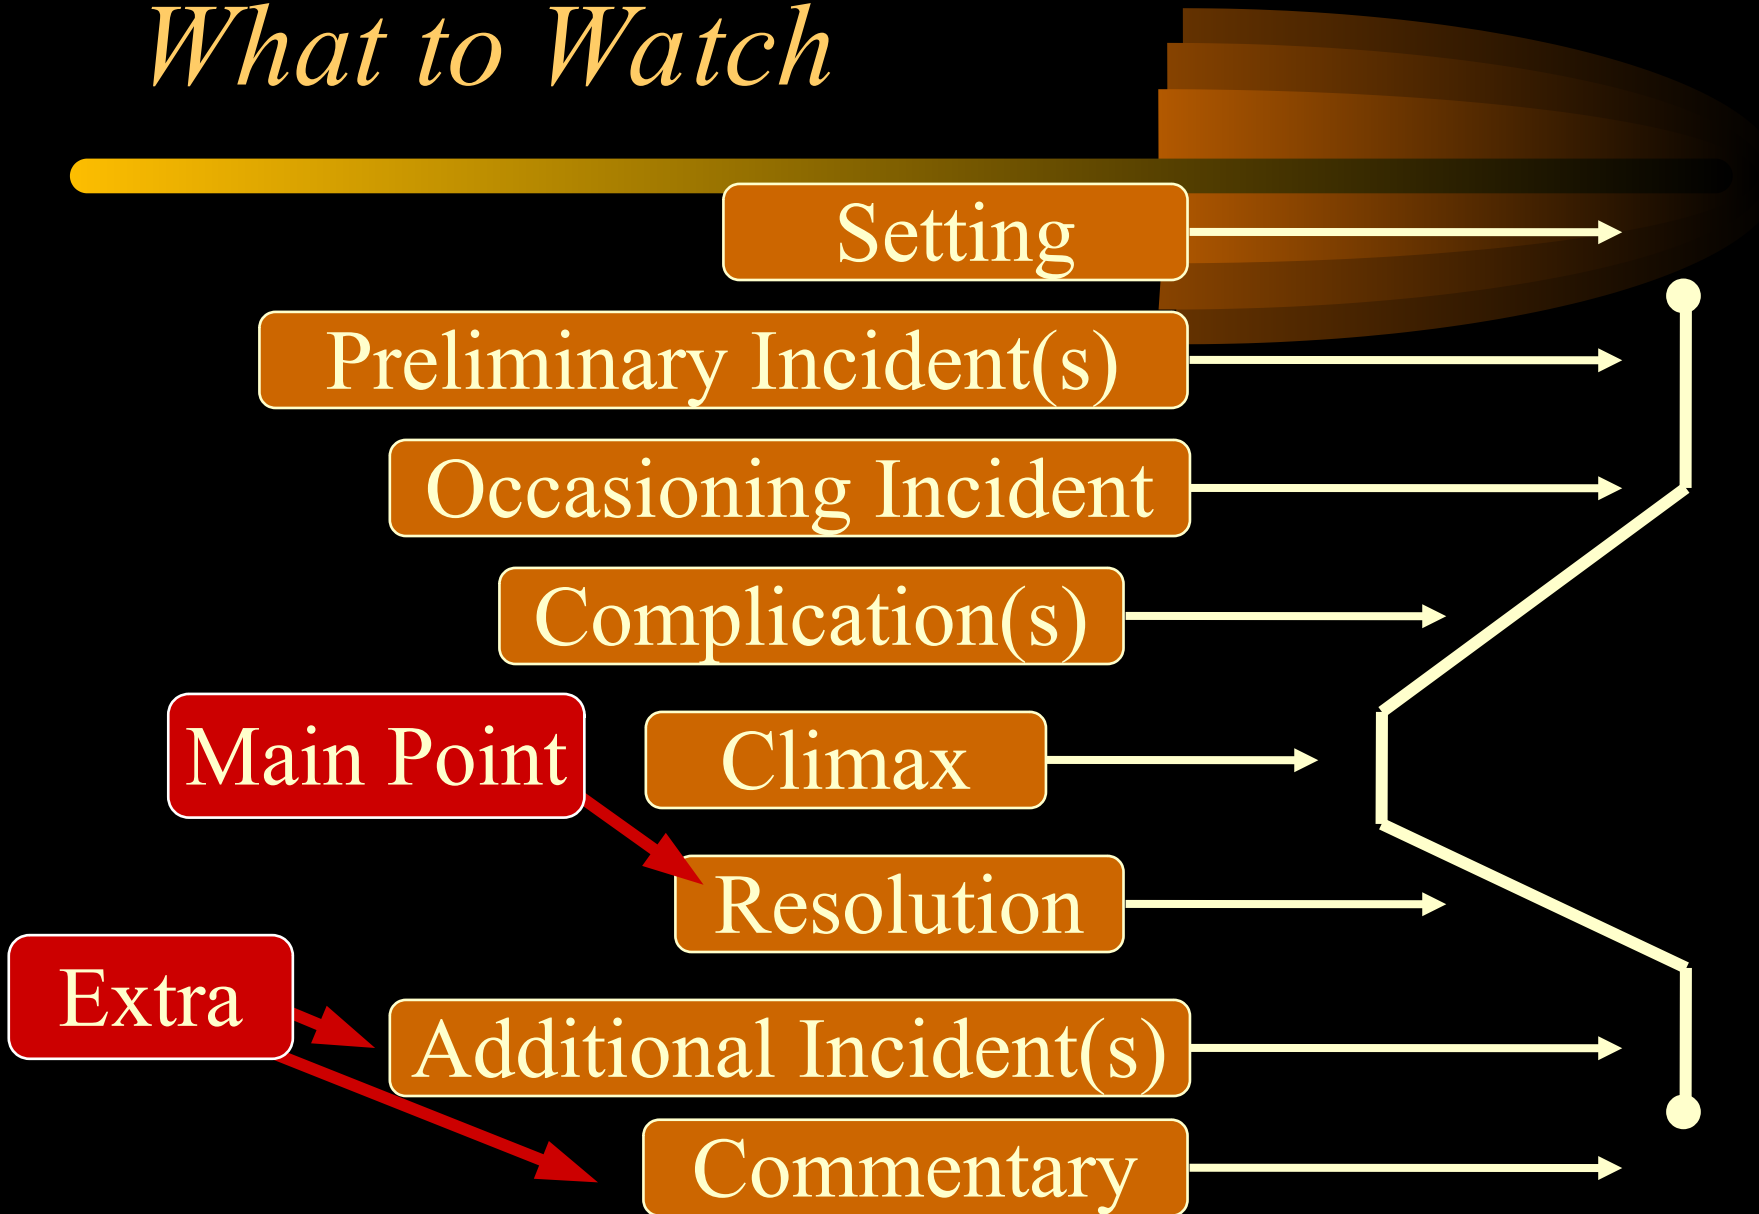 What to Watch
Setting
Preliminary Incident(s)
Occasioning Incident
Complication(s)
Main Point
Climax
Resolution
Extra
Additional Incident(s)
Commentary